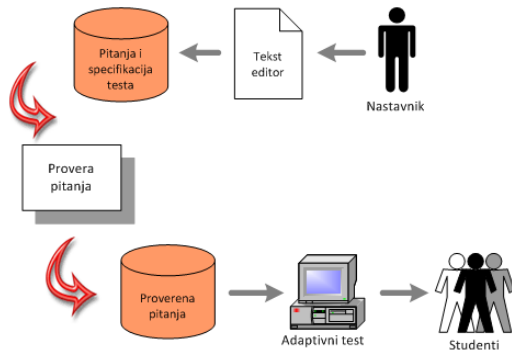 Pitanja i
specifikacija
testa
Tekst
editor
Nastavnik
Provera
pitanja
Proverena
pitanja
Adaptivni test
Studenti